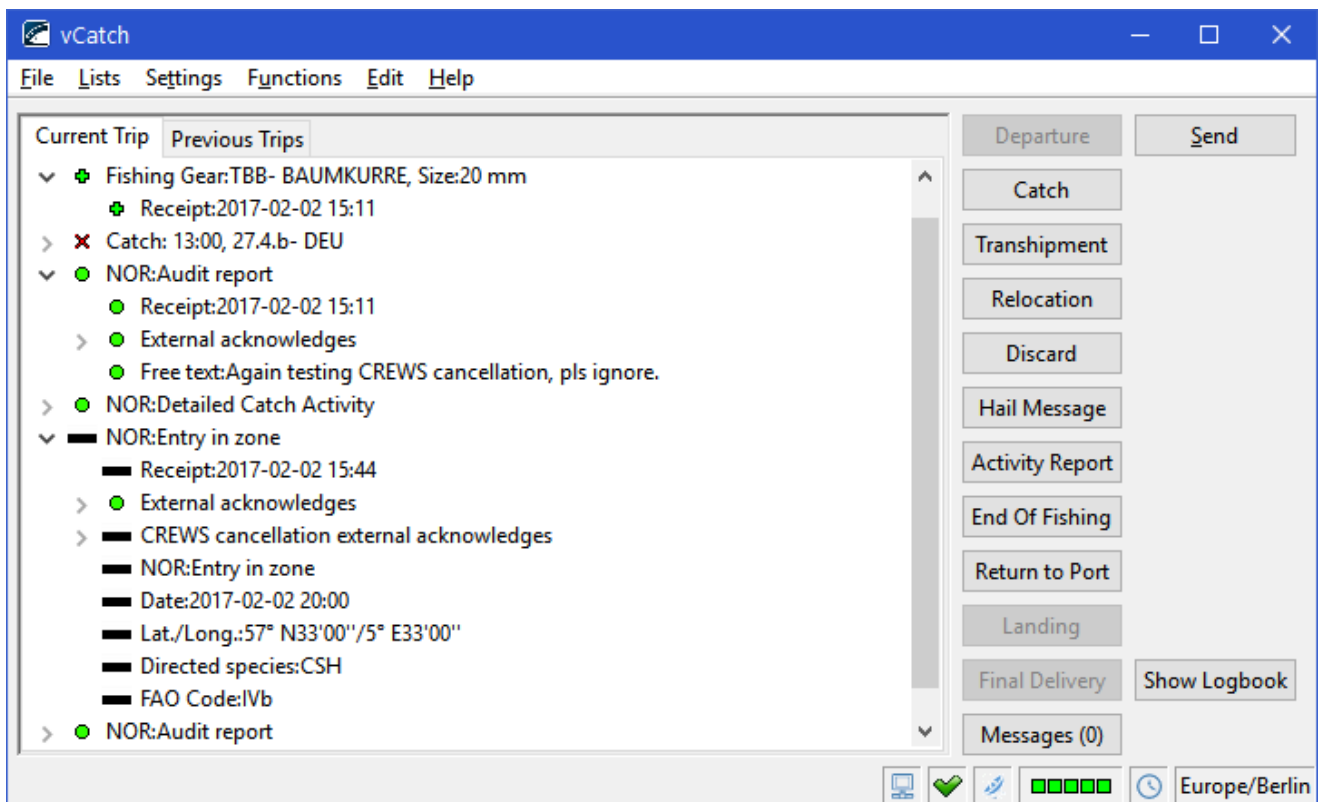 vCatch
File Lists Settings Functions Edit Help
Current Trip Previous Trips
Fishing Gear:TBB- BAUMKURRE, Size:20 mm
Receipt:2017-02-02 15:11
Catch: 13:00, 27.4.b- DEU
NOR:Audit report
Receipt:2017-02-02 15:11
External acknowledges
Free text:Again testing CREWS cancellation, pls ignore.
NOR:Detailed Catch Activity
NOR:Entry in zone
Receipt:2017-02-02 15:44
External acknowledges
CREWS cancellation external acknowledges
NOR:Entry in zone
Date:2017-02-02 20:00
Lat./Long.:57° N33'00''/5° E33'00''
Directed species:CSH
FAO Code:IVb
NOR:Audit report
Departure
Catch
Transhipment
Relocation
Discard
Hail Message
Activity Report
End Of Fishing
Return to Port
Landing
Final Delivery
Messages (0)
Send
Show Logbook
Europe/Berlin